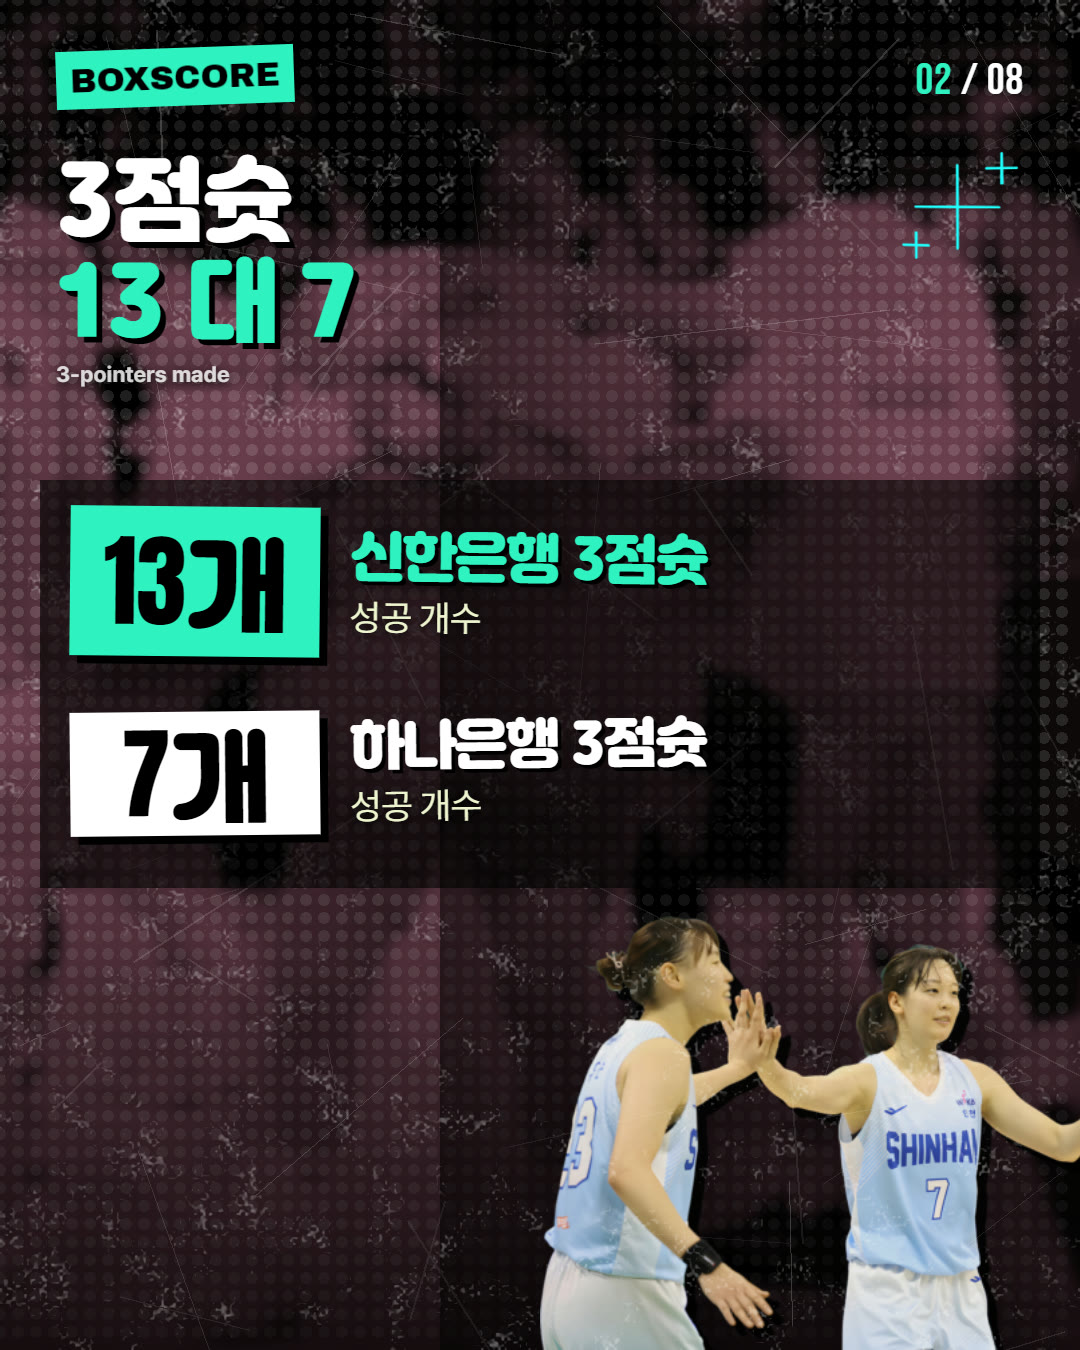 BOXSCORE
02 / 08
3점슛
13 대 7
3-pointers made
13개
신한은행 3점슛
성공 개수
7개
하나은행 3점슛
성공 개수
SHINHAN
7